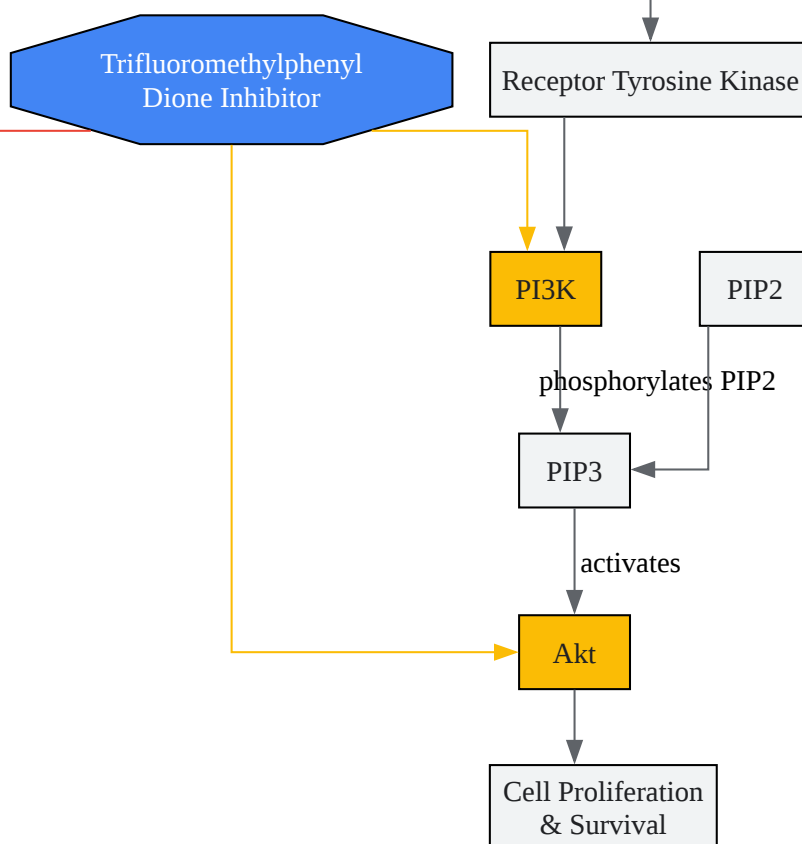 Trifluoromethylphenyl
Dione Inhibitor
Receptor Tyrosine Kinase
PI3K
PIP2
phosphorylates PIP2
PIP3
activates
Akt
Cell Proliferation
& Survival